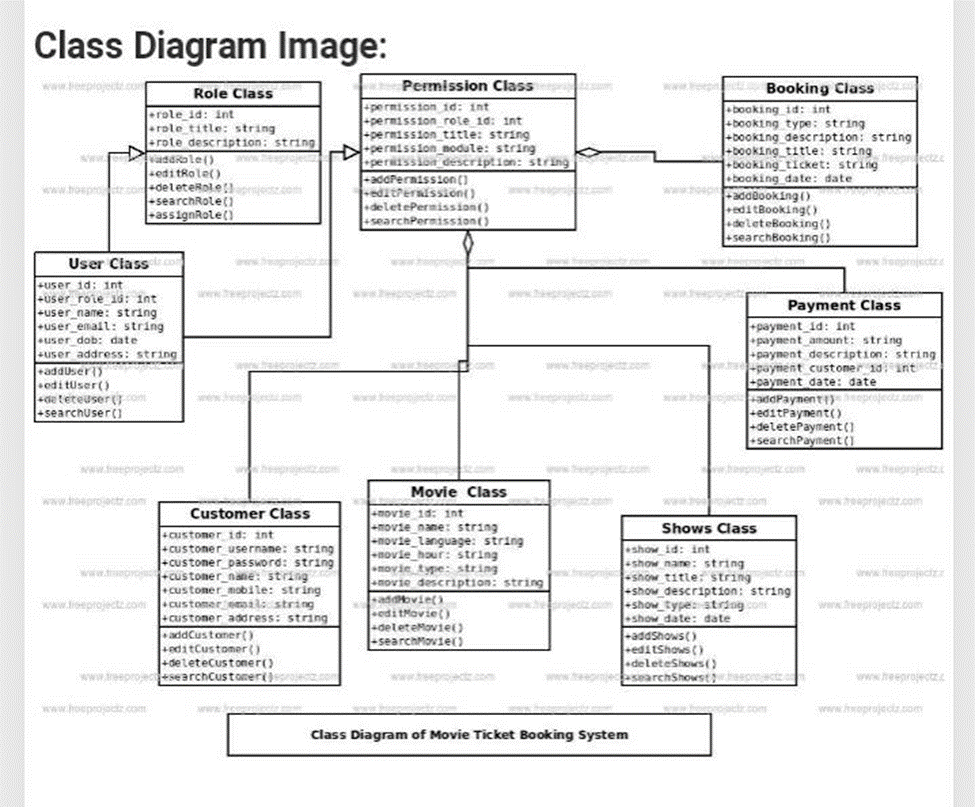 Class Diagram Image:
Role Class
+role_id: int
+role_title: string
+role_description: string
+addRole()
+editRole()
+deleteRole()
+searchRole()
+assignRole()
Permission Class
+permission_id: int
+permission_role_id: int
+permission_title: string
+permission_module: string
+permission_description: string
+addPermission()
+editPermission()
+deletePermission()
+searchPermission()
Booking Class
+booking_id: int
+booking_type: string
+booking_description: string
+booking_title: string
+booking_ticket: string
+booking_date: date
+addBooking()
+editBooking()
+deleteBooking()
+searchBooking()
User Class
+user_id: int
+user_role_id: int
+user_name: string
+user_email: string
+user_dob: date
+user_address: string
+addUser()
+editUser()
+deleteUser()
+searchUser()
Payment Class
+payment_id: int
+payment_amount: string
+payment_description: string
+payment_customer_id: int
+payment_date: date
+addPayment()
+editPayment()
+deletePayment()
+searchPayment()
Customer Class
+customer_id: int
+customer_username: string
+customer_password: string
+customer_name: string
+customer_mobile: string
+customer_email: string
+customer_address: string
+addCustomer()
+editCustomer()
+deleteCustomer()
+searchCustomer()
Movie Class
+movie_id: int
+movie_name: string
+movie_language: string
+movie_hour: string
+movie_type: string
+movie_description: string
+addMovie()
+editMovie()
+deleteMovie()
+searchMovie()
Shows Class
+show_id: int
+show_name: string
+show_title: string
+show_description: string
+show_type: string
+show_date: date
+addShows()
+editShows()
+deleteShows()
+searchShows()
Class Diagram of Movie Ticket Booking System
www.freeprojectz.com